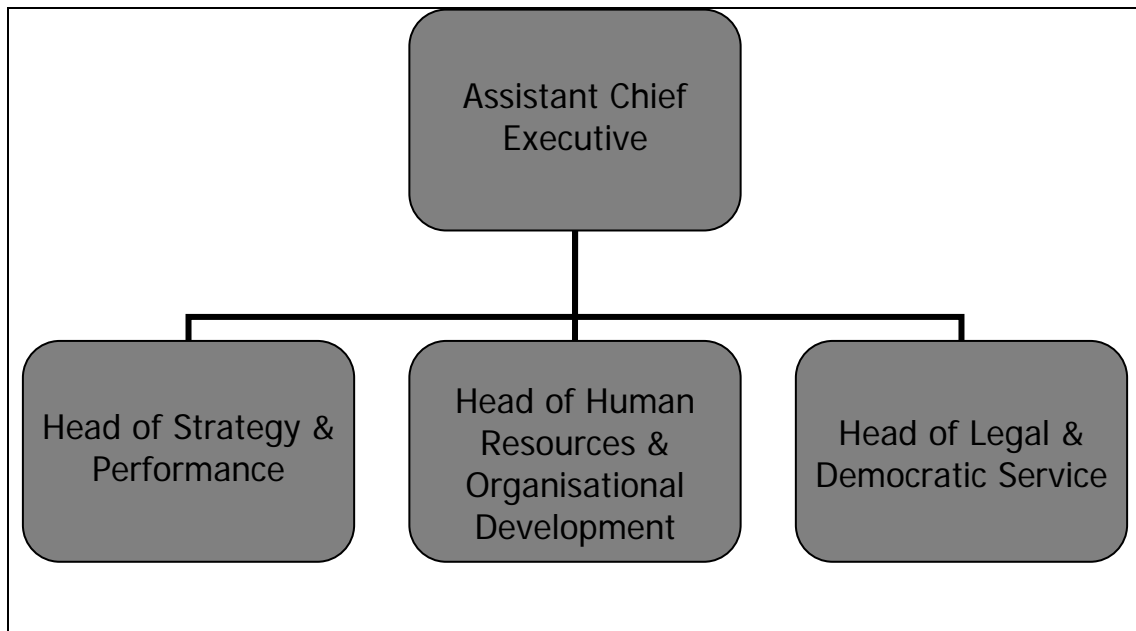 Assistant Chief
Executive
Head of Strategy &
Performance
Head of Human
Resources &
Organisational
Development
Head of Legal &
Democratic Service